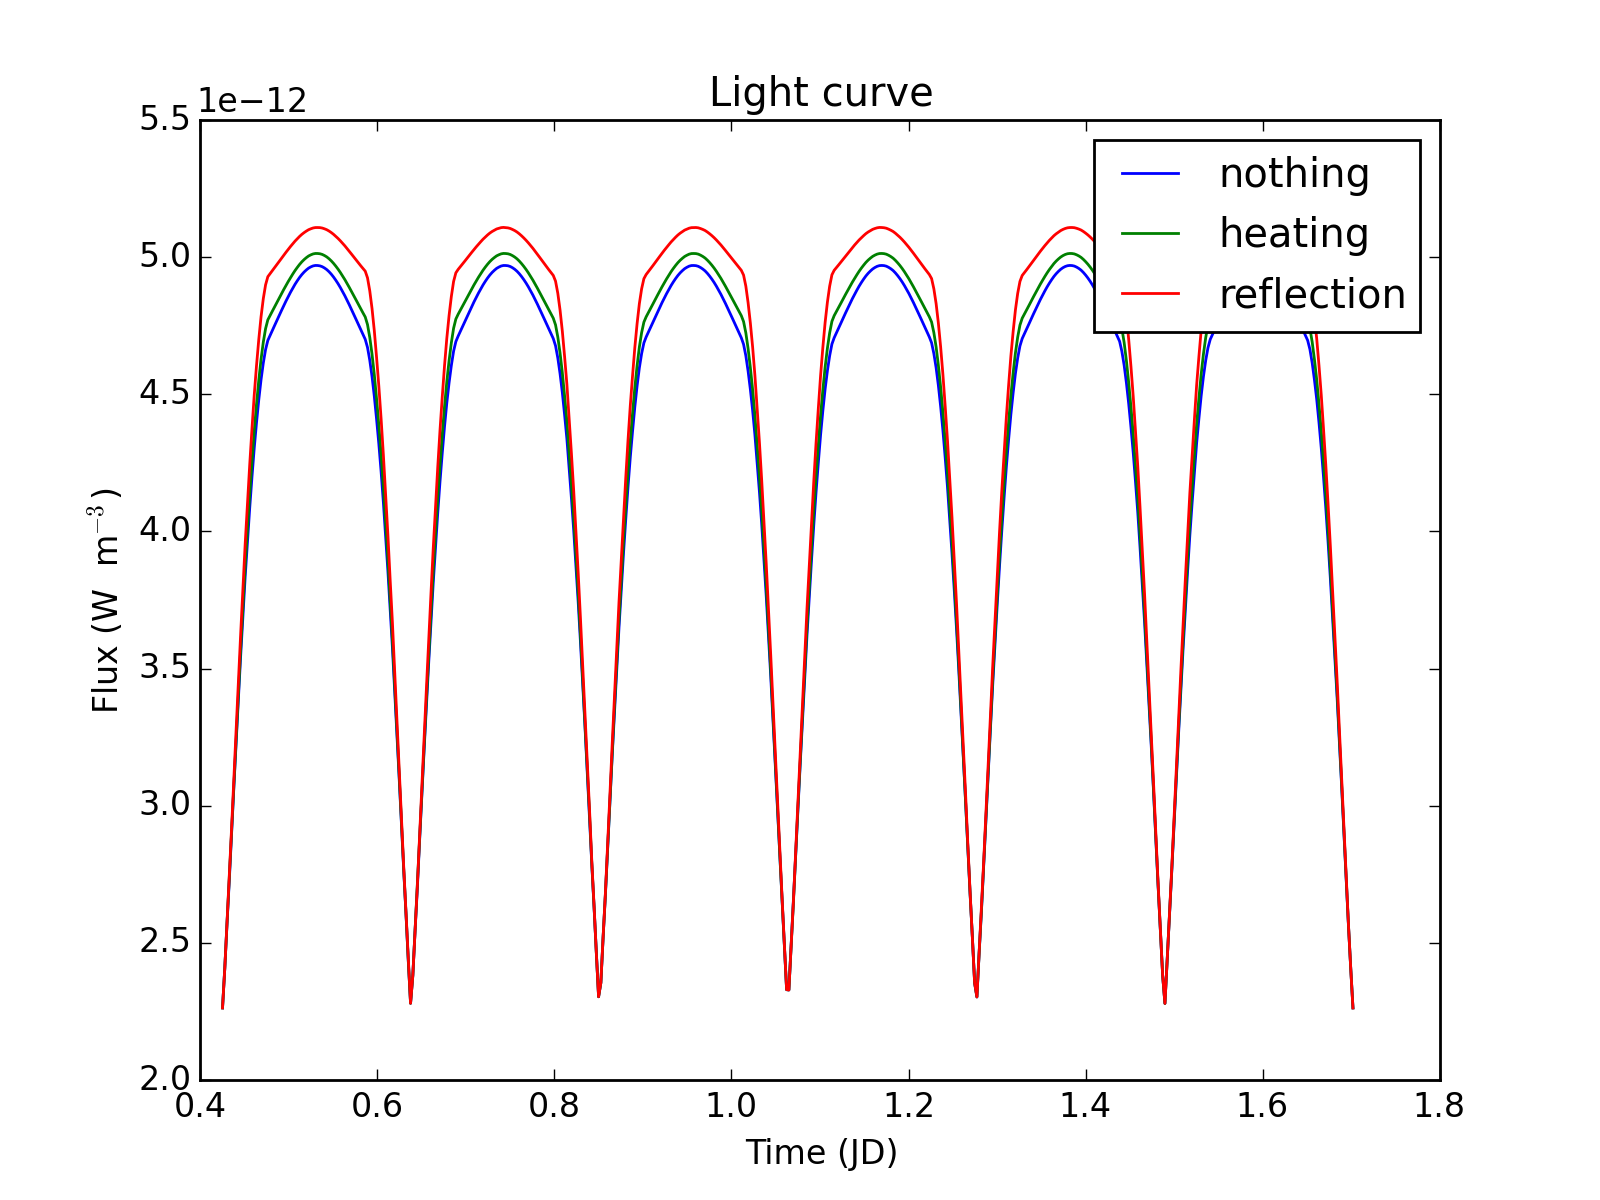 Light curve
1e−12
5.5
5.0
4.5
4.0
3.5
3.0
2.5
2.0
Flux (W m⁻³)
nothing
heating
reflection
0.4 0.6 0.8 1.0 1.2 1.4 1.6 1.8
Time (JD)